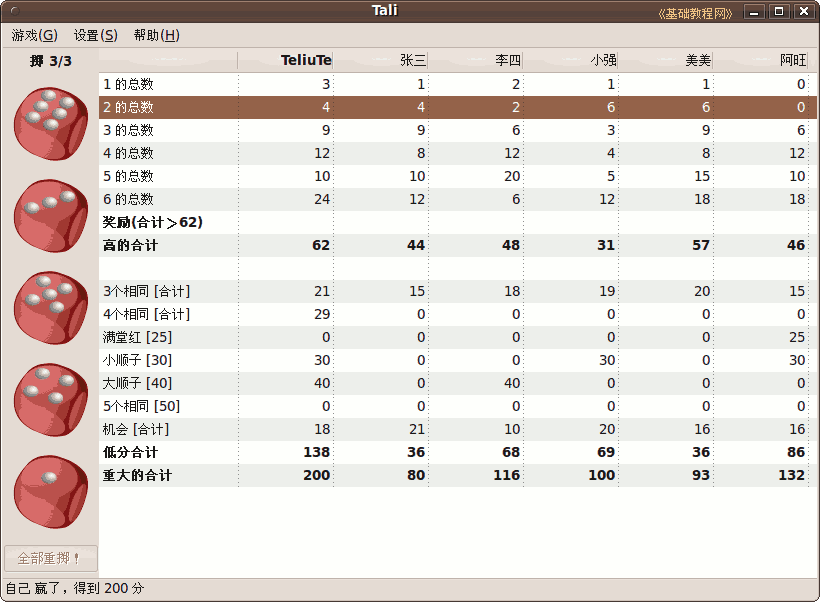 Tali
《基础教程网》
游戏(G) 设置(S) 帮助(H)
掷 3/3 TeliuTe 张三 李四 小强 美美 阿旺
1 的总数 3 1 2 1 1 0
2 的总数 4 4 2 6 6 0
3 的总数 9 9 6 3 9 6
4 的总数 12 8 12 4 8 12
5 的总数 10 10 20 5 15 10
6 的总数 24 12 6 12 18 18
奖励(合计>62)
高的合计 62 44 48 31 57 46
3个相同 [合计] 21 15 18 19 20 15
4个相同 [合计] 29 0 0 0 0 0
满堂红 [25] 0 0 0 0 0 25
小顺子 [30] 30 0 0 30 0 30
大顺子 [40] 40 0 40 0 0 0
5个相同 [50] 0 0 0 0 0 0
机会 [合计] 18 21 10 20 16 16
低分合计 138 36 68 69 36 86
重大的合计 200 80 116 100 93 132
全部重掷！
自己 赢了，得到 200 分